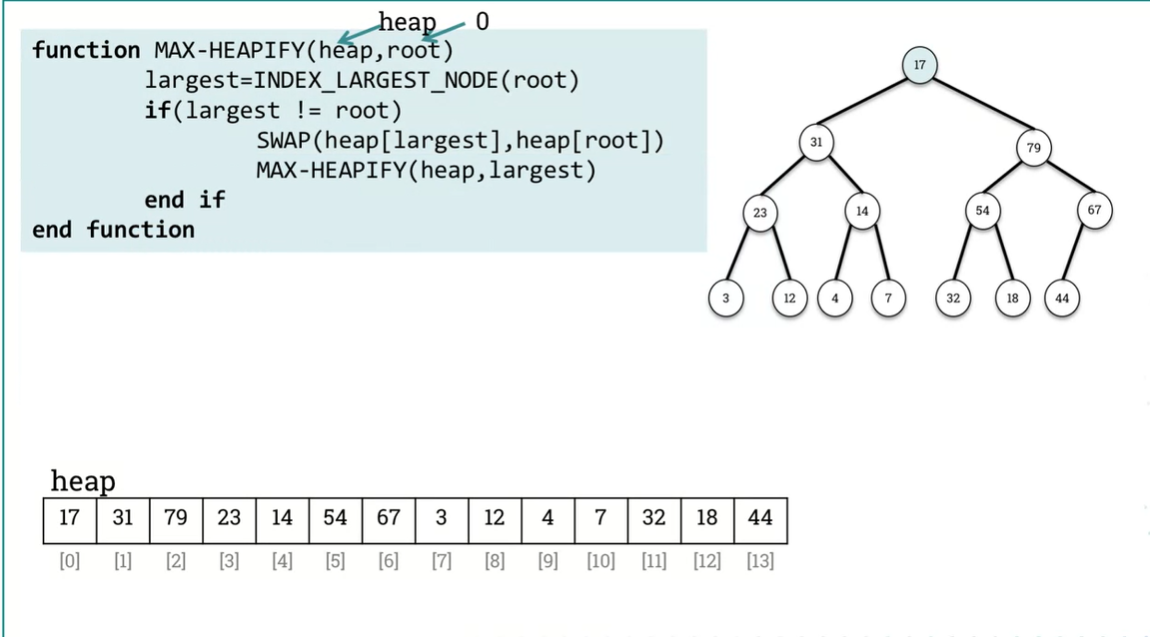 heap 0
function MAX-HEAPIFY(heap,root)
largest=INDEX_LARGEST_NODE(root)
if(largest != root)
SWAP(heap[largest],heap[root])
MAX-HEAPIFY(heap,largest)
end if
end function
17
31 79
23 14 54 67
3 12 4 7 32 18 44
heap
17 31 79 23 14 54 67 3 12 4 7 32 18 44
[0] [1] [2] [3] [4] [5] [6] [7] [8] [9] [10] [11] [12] [13]